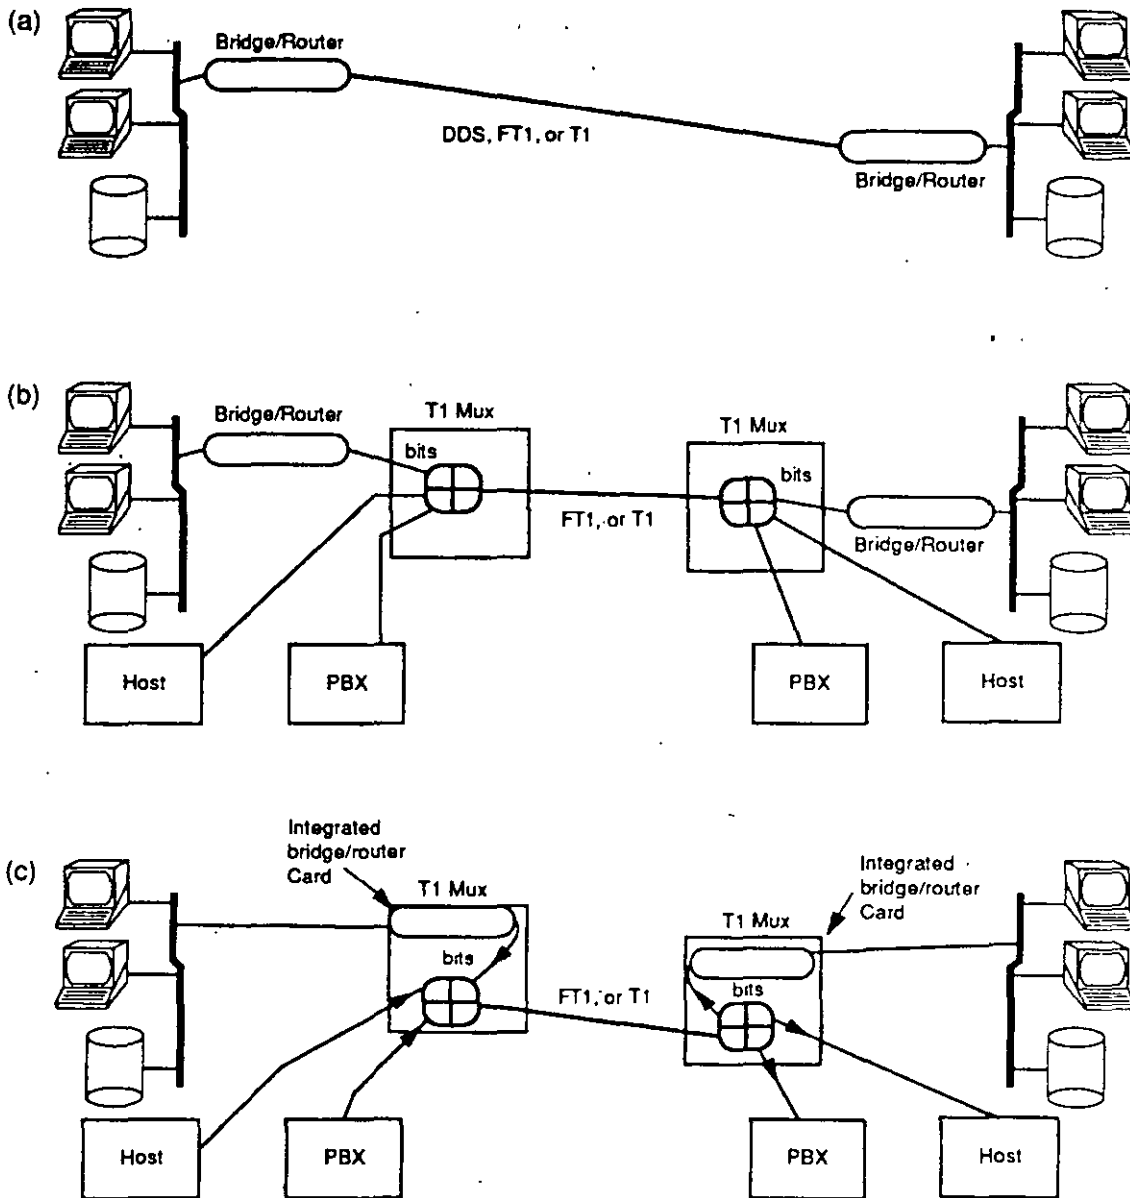 (a)
Bridge/Router
DDS, FT1, or T1
Bridge/Router
(b)
Bridge/Router
T1 Mux
bits
FT1, or T1
T1 Mux
bits
Bridge/Router
Host
PBX
PBX
Host
(c)
Integrated
bridge/router
Card
T1 Mux
bits
FT1, or T1
Integrated
bridge/router
Card
T1 Mux
bits
Host
PBX
PBX
Host